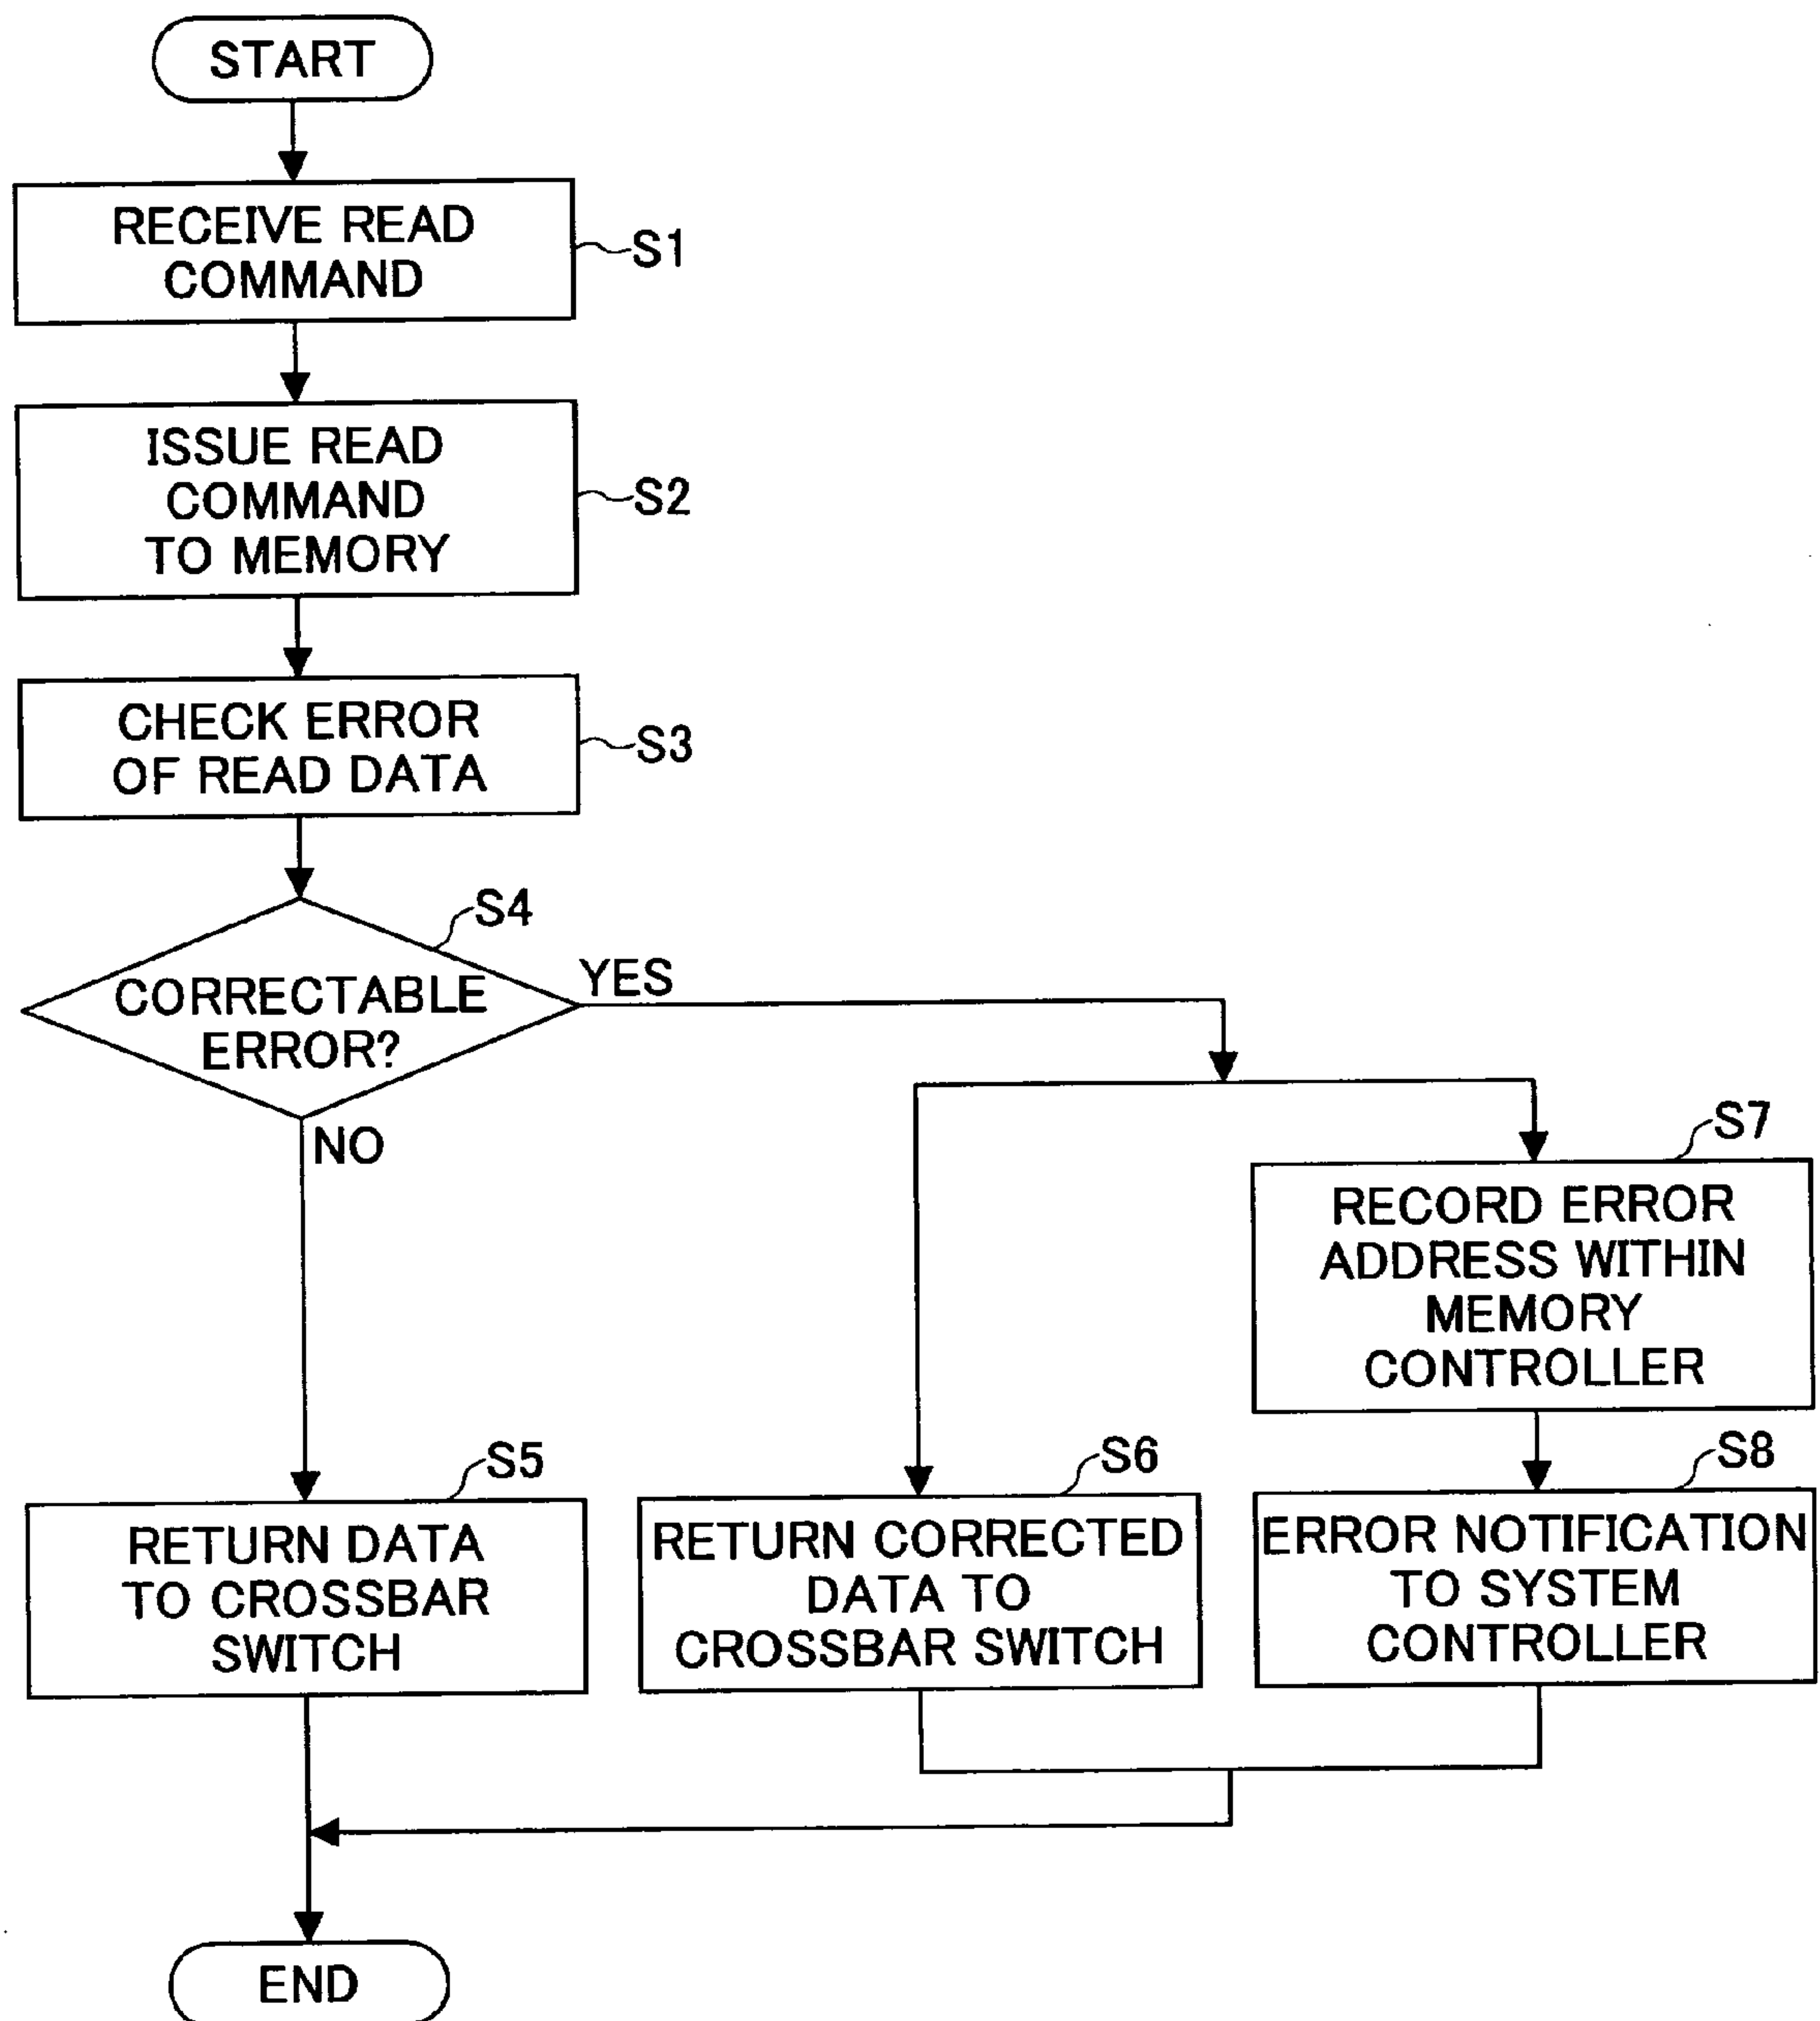 START
RECEIVE READ
COMMAND
S1
ISSUE READ
COMMAND
TO MEMORY
S2
CHECK ERROR
OF READ DATA
S3
S4
CORRECTABLE
ERROR?
YES
NO
S7
RECORD ERROR
ADDRESS WITHIN
MEMORY
CONTROLLER
S5
RETURN DATA
TO CROSSBAR
SWITCH
S6
RETURN CORRECTED
DATA TO
CROSSBAR SWITCH
S8
ERROR NOTIFICATION
TO SYSTEM
CONTROLLER
END